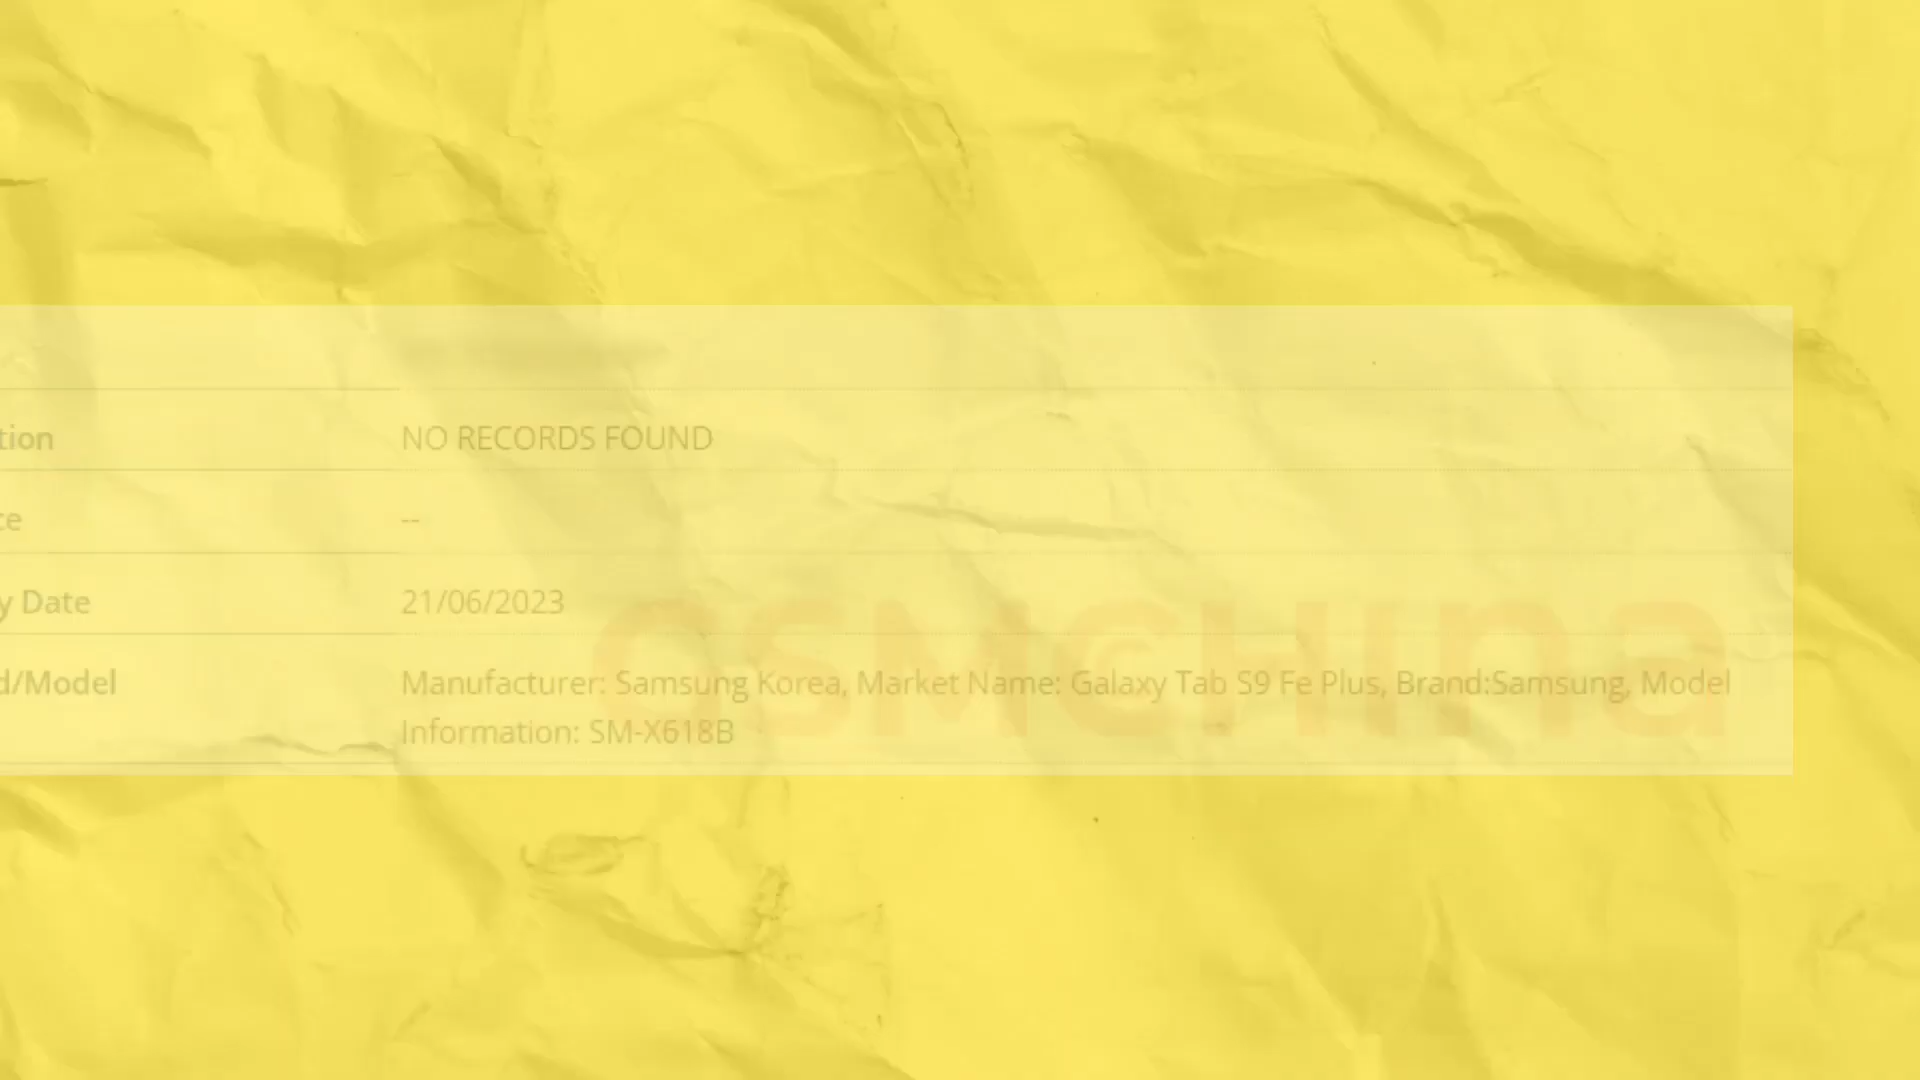 tion NO RECORDS FOUND
ce --
y Date 21/06/2023
d/Model Manufacturer: Samsung Korea, Market Name: Galaxy Tab S9 Fe Plus, Brand:Samsung, Model
Information: SM-X618B
GSMCHina